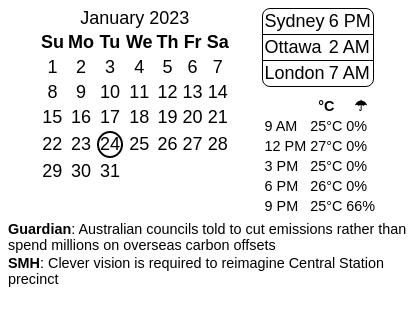 January 2023
Su Mo Tu We Th Fr Sa
1 2 3 4 5 6 7
8 9 10 11 12 13 14
15 16 17 18 19 20 21
22 23 24 25 26 27 28
29 30 31
Sydney 6 PM
Ottawa 2 AM
London 7 AM
°C ☂
9 AM 25°C 0%
12 PM 27°C 0%
3 PM 25°C 0%
6 PM 26°C 0%
9 PM 25°C 66%
Guardian: Australian councils told to cut emissions rather than
spend millions on overseas carbon offsets
SMH: Clever vision is required to reimagine Central Station
precinct